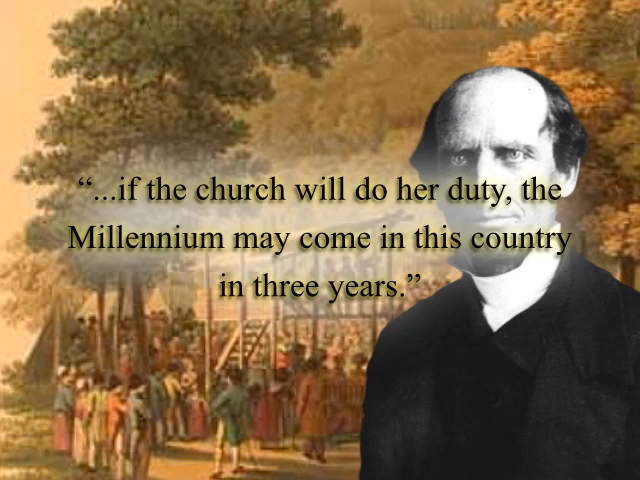 “...if the church will do her duty, the
Millennium may come in this country
in three years.”